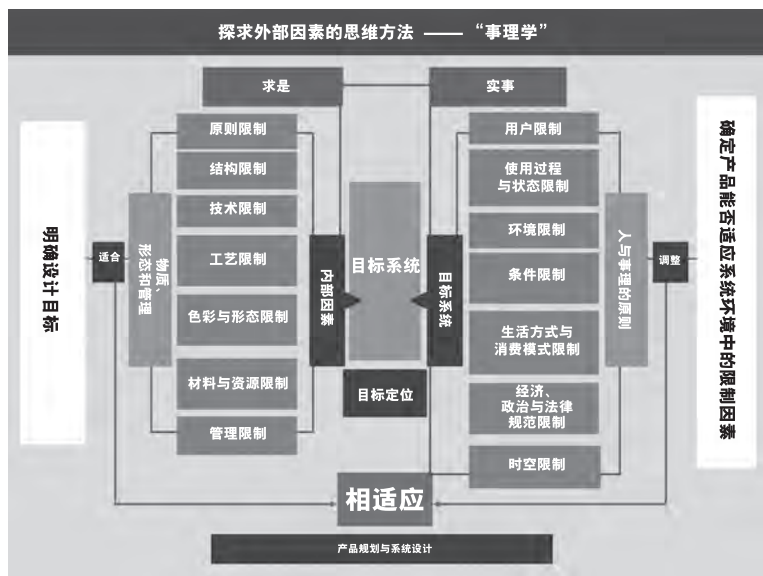 探求外部因素的思维方法 —— “事理学”
求是
实事
明确设计目标
适合
物质、
形态和管理
原则限制
结构限制
技术限制
工艺限制
色彩与形态限制
材料与资源限制
管理限制
内部因素
目标系统
目标定位
目标系统
用户限制
使用过程
与状态限制
环境限制
条件限制
生活方式与
消费模式限制
经济、
政治与法律
规范限制
时空限制
人与事理的原则
调整
确定产品能否适应系统环境中的限制因素
相适应
产品规划与系统设计